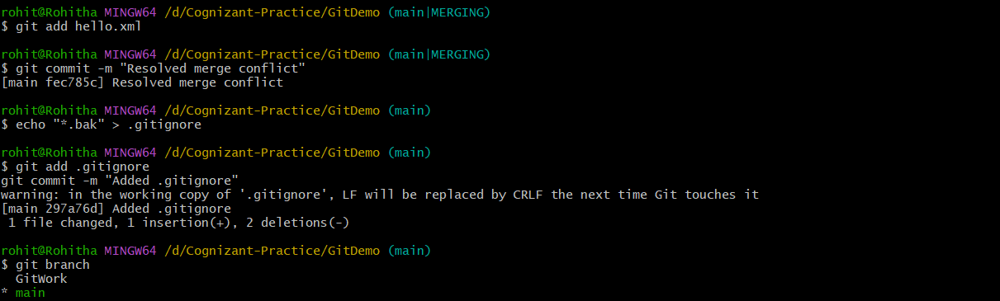 rohit@Rohitha MINGW64 /d/Cognizant-Practice/GitDemo (main|MERGING)
$ git add hello.xml

rohit@Rohitha MINGW64 /d/Cognizant-Practice/GitDemo (main|MERGING)
$ git commit -m "Resolved merge conflict"
[main fec785c] Resolved merge conflict

rohit@Rohitha MINGW64 /d/Cognizant-Practice/GitDemo (main)
$ echo "*.bak" > .gitignore

rohit@Rohitha MINGW64 /d/Cognizant-Practice/GitDemo (main)
$ git add .gitignore
git commit -m "Added .gitignore"
warning: in the working copy of '.gitignore', LF will be replaced by CRLF the next time Git touches it
[main 297a76d] Added .gitignore
 1 file changed, 1 insertion(+), 2 deletions(-)

rohit@Rohitha MINGW64 /d/Cognizant-Practice/GitDemo (main)
$ git branch
  GitWork
* main